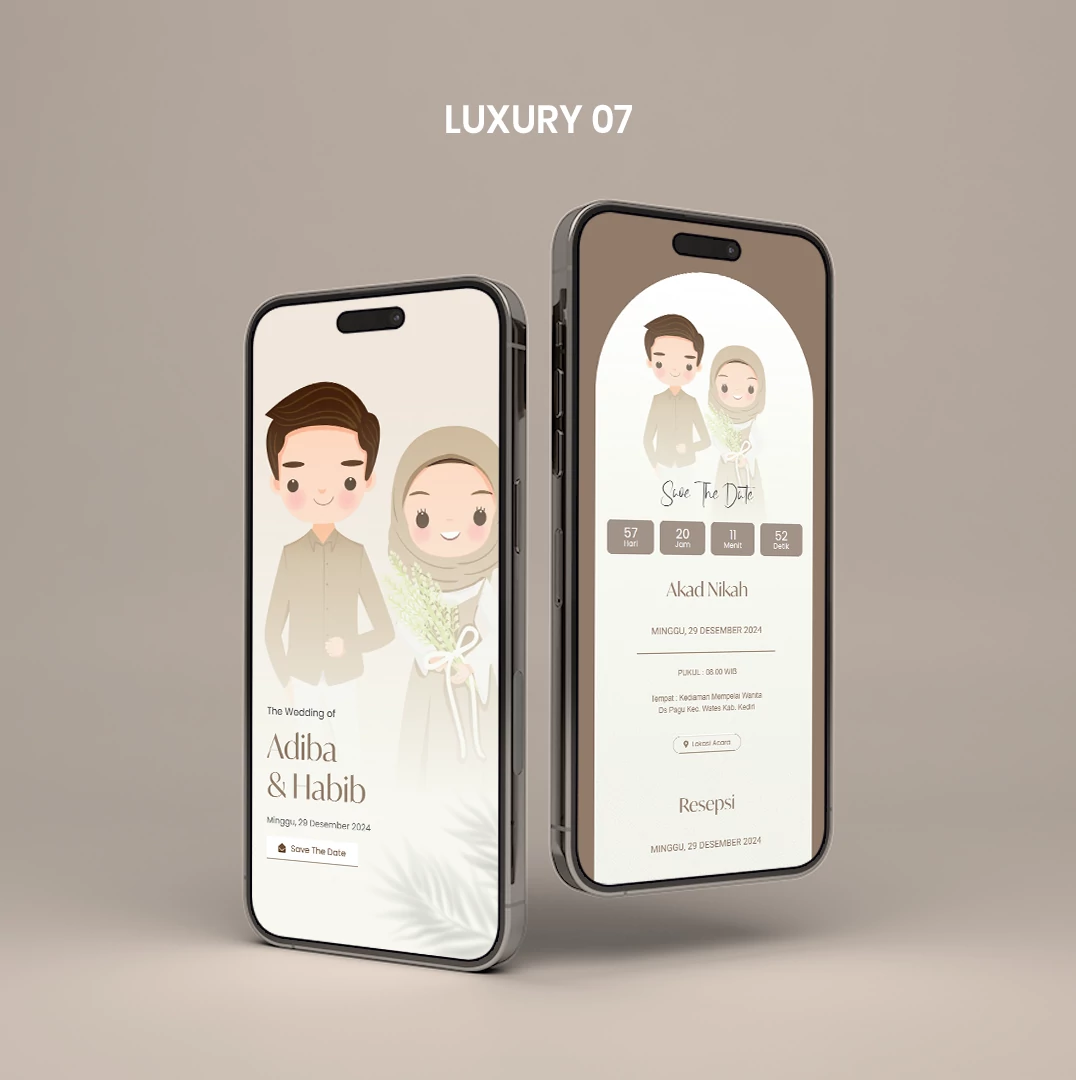 LUXURY 07
The Wedding of
Adiba
& Habib
Minggu, 29 Desember 2024
Save The Date
Save The Date
57 20 11 52
Hari Jam Menit Detik
Akad Nikah
MINGGU, 29 DESEMBER 2024
PUKUL : 08.00 WIB
Tempat : Kediaman Mempelai Wanita
Ds Pagu Kec. Wates Kab. Kediri
Lokasi Acara
Resepsi
MINGGU, 29 DESEMBER 2024